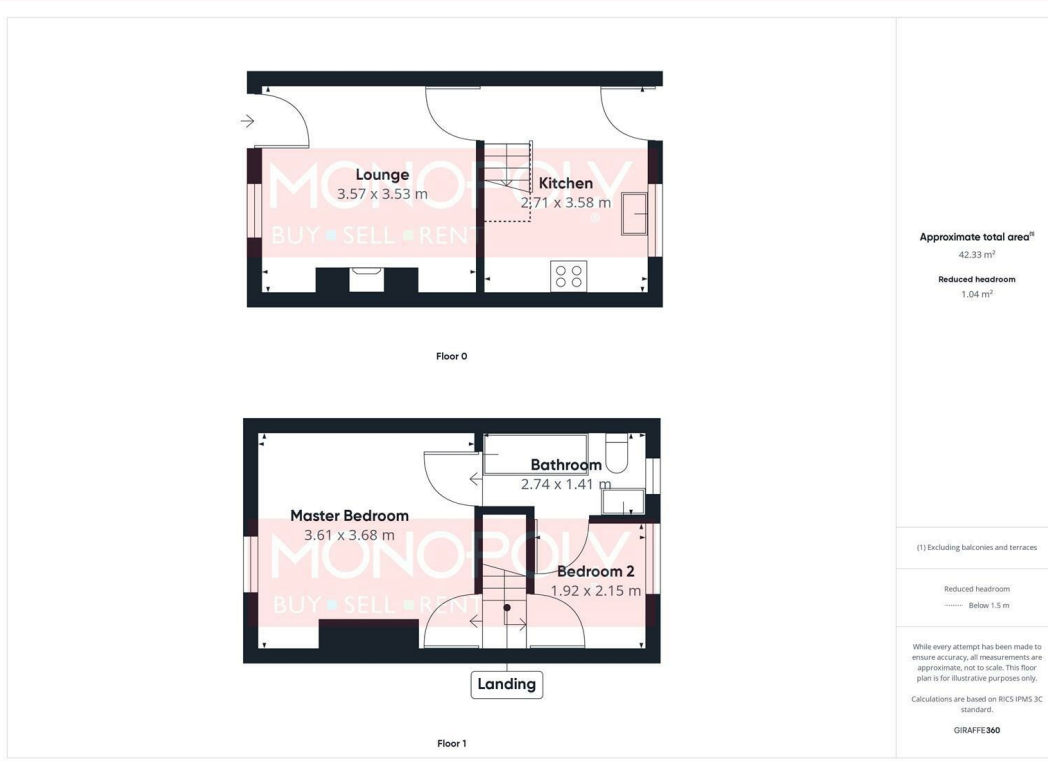 MONOPOLY
BUY SELL RENT
®
Lounge
3.57 x 3.53 m
Kitchen
2.71 x 3.58 m
Floor 0
MONOPOLY
BUY SELL RENT
Bathroom
2.74 x 1.41 m
Master Bedroom
3.61 x 3.68 m
Bedroom 2
1.92 x 2.15 m
Landing
Floor 1
Approximate total area⁽¹⁾
42.33 m²
Reduced headroom
1.04 m²
(1) Excluding balconies and terraces
Reduced headroom
Below 1.5 m
While every attempt has been made to
ensure accuracy, all measurements are
approximate, not to scale. This floor
plan is for illustrative purposes only.
Calculations are based on RICS IPMS 3C
standard.
GIRAFFE360